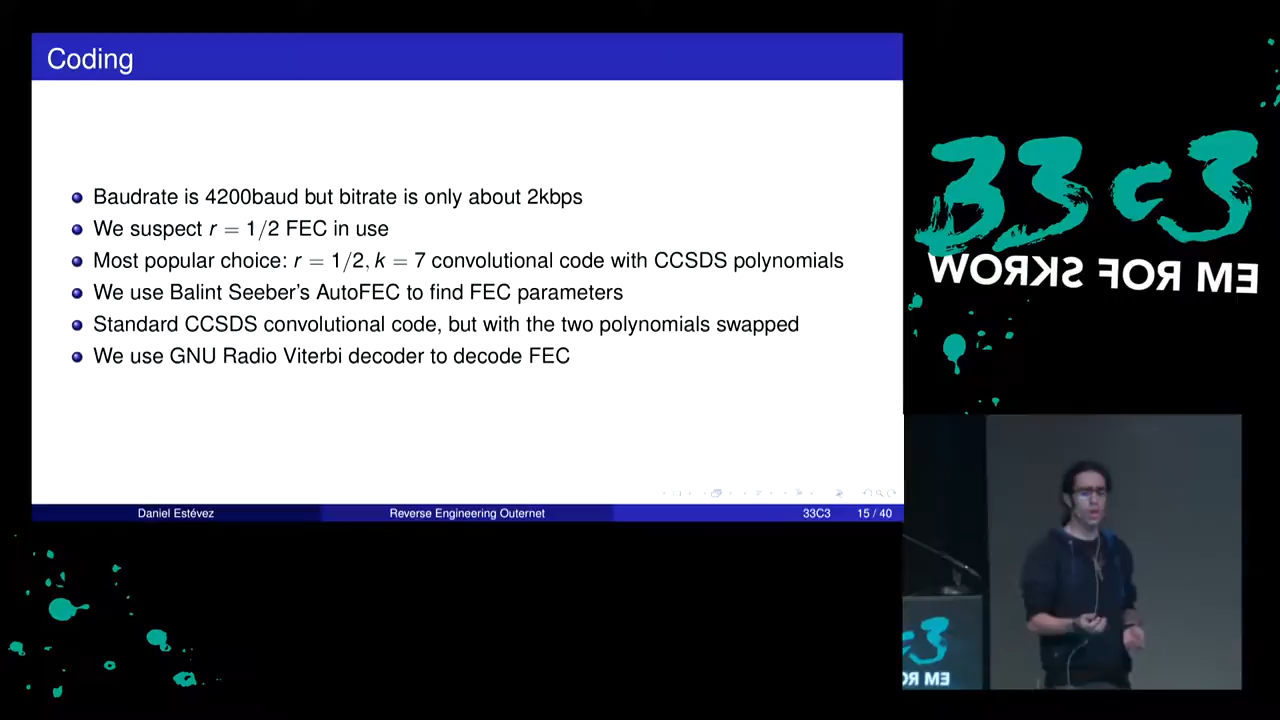 Coding
Baudrate is 4200baud but bitrate is only about 2kbps
We suspect r = 1/2 FEC in use
Most popular choice: r = 1/2, k = 7 convolutional code with CCSDS polynomials
We use Balint Seeber's AutoFEC to find FEC parameters
Standard CCSDS convolutional code, but with the two polynomials swapped
We use GNU Radio Viterbi decoder to decode FEC
Daniel Estévez Reverse Engineering Outernet 33C3 15 / 40
33c3
WORKS FOR ME
c3
R ME